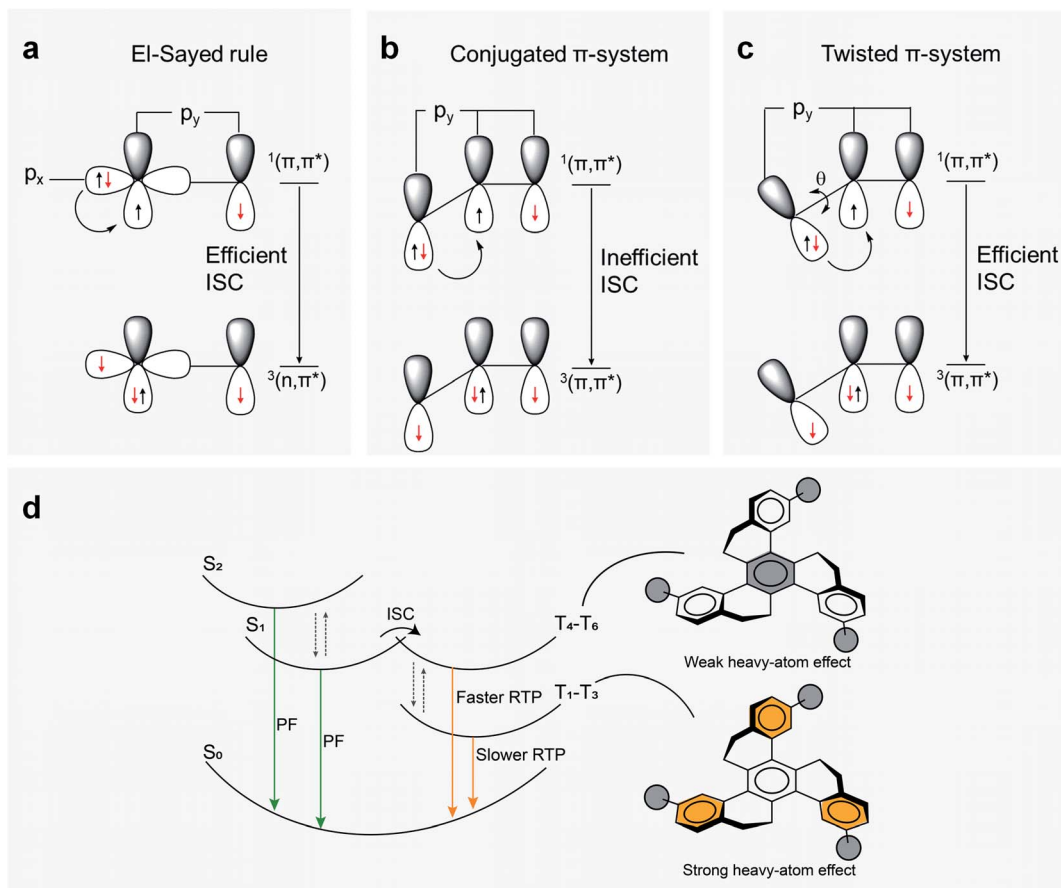 a
El-Sayed rule
p_y
p_x
¹(π,π*)
Efficient
ISC
³(n,π*)
b
Conjugated π-system
p_y
¹(π,π*)
Inefficient
ISC
³(π,π*)
c
Twisted π-system
p_y
θ
¹(π,π*)
Efficient
ISC
³(π,π*)
d
S₂
S₁
ISC
T₄-T₆
Weak heavy-atom effect
Faster RTP
T₁-T₃
PF
PF
S₀
Slower RTP
Strong heavy-atom effect